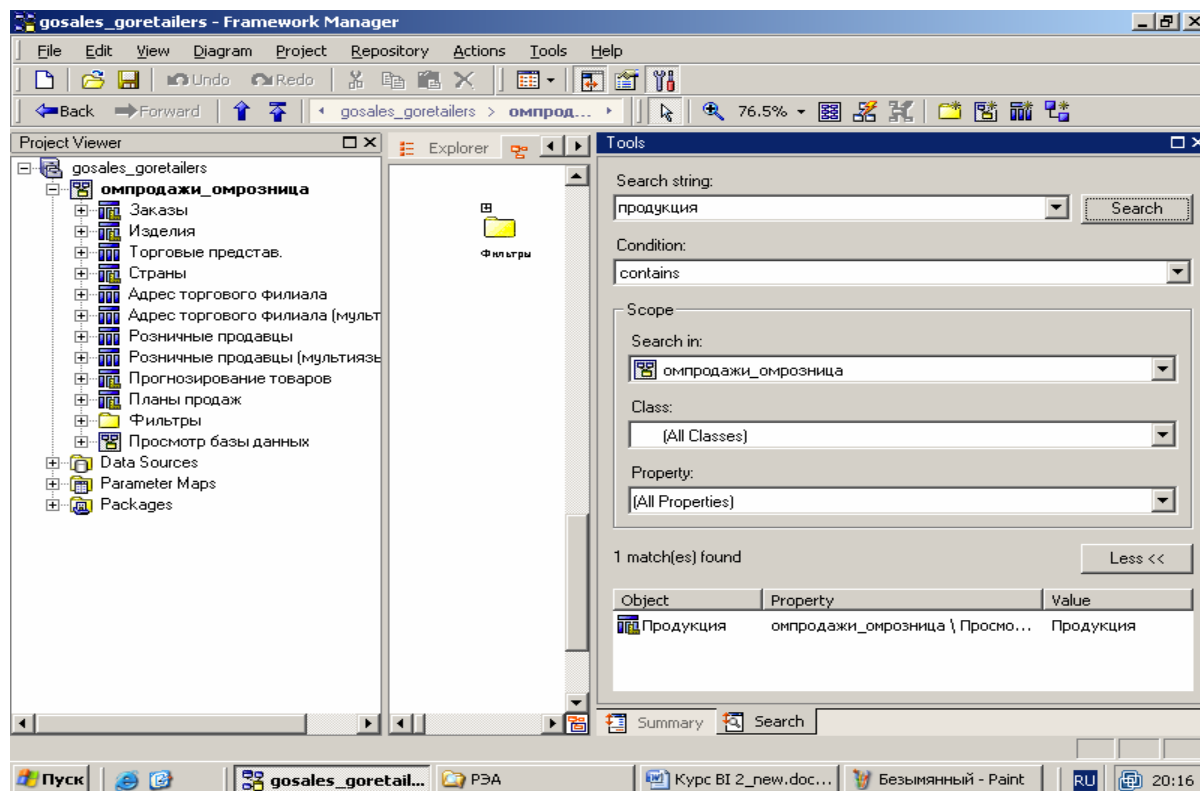 gosales_goretailers - Framework Manager
File Edit View Diagram Project Repository Actions Tools Help
Undo Redo
Back Forward gosales_goretailers > омпрод... 76.5%
Project Viewer
gosales_goretailers
омпродажи_омрозница
Заказы
Изделия
Торговые представ.
Страны
Адрес торгового филиала
Адрес торгового филиала (мульт
Розничные продавцы
Розничные продавцы (мультиязы
Прогнозирование товаров
Планы продаж
Фильтры
Просмотр базы данных
Data Sources
Parameter Maps
Packages
Explorer
Фильтры
Tools
Search string:
продукция Search
Condition:
contains
Scope
Search in:
омпродажи_омрозница
Class:
(All Classes)
Property:
(All Properties)
1 match(es) found Less <<
Object Property Value
Продукция омпродажи_омрозница \ Просмо... Продукция
Summary Search
Пуск gosales_goretail... РЭА Курс BI 2_new.doc... Безымянный - Paint RU 20:16